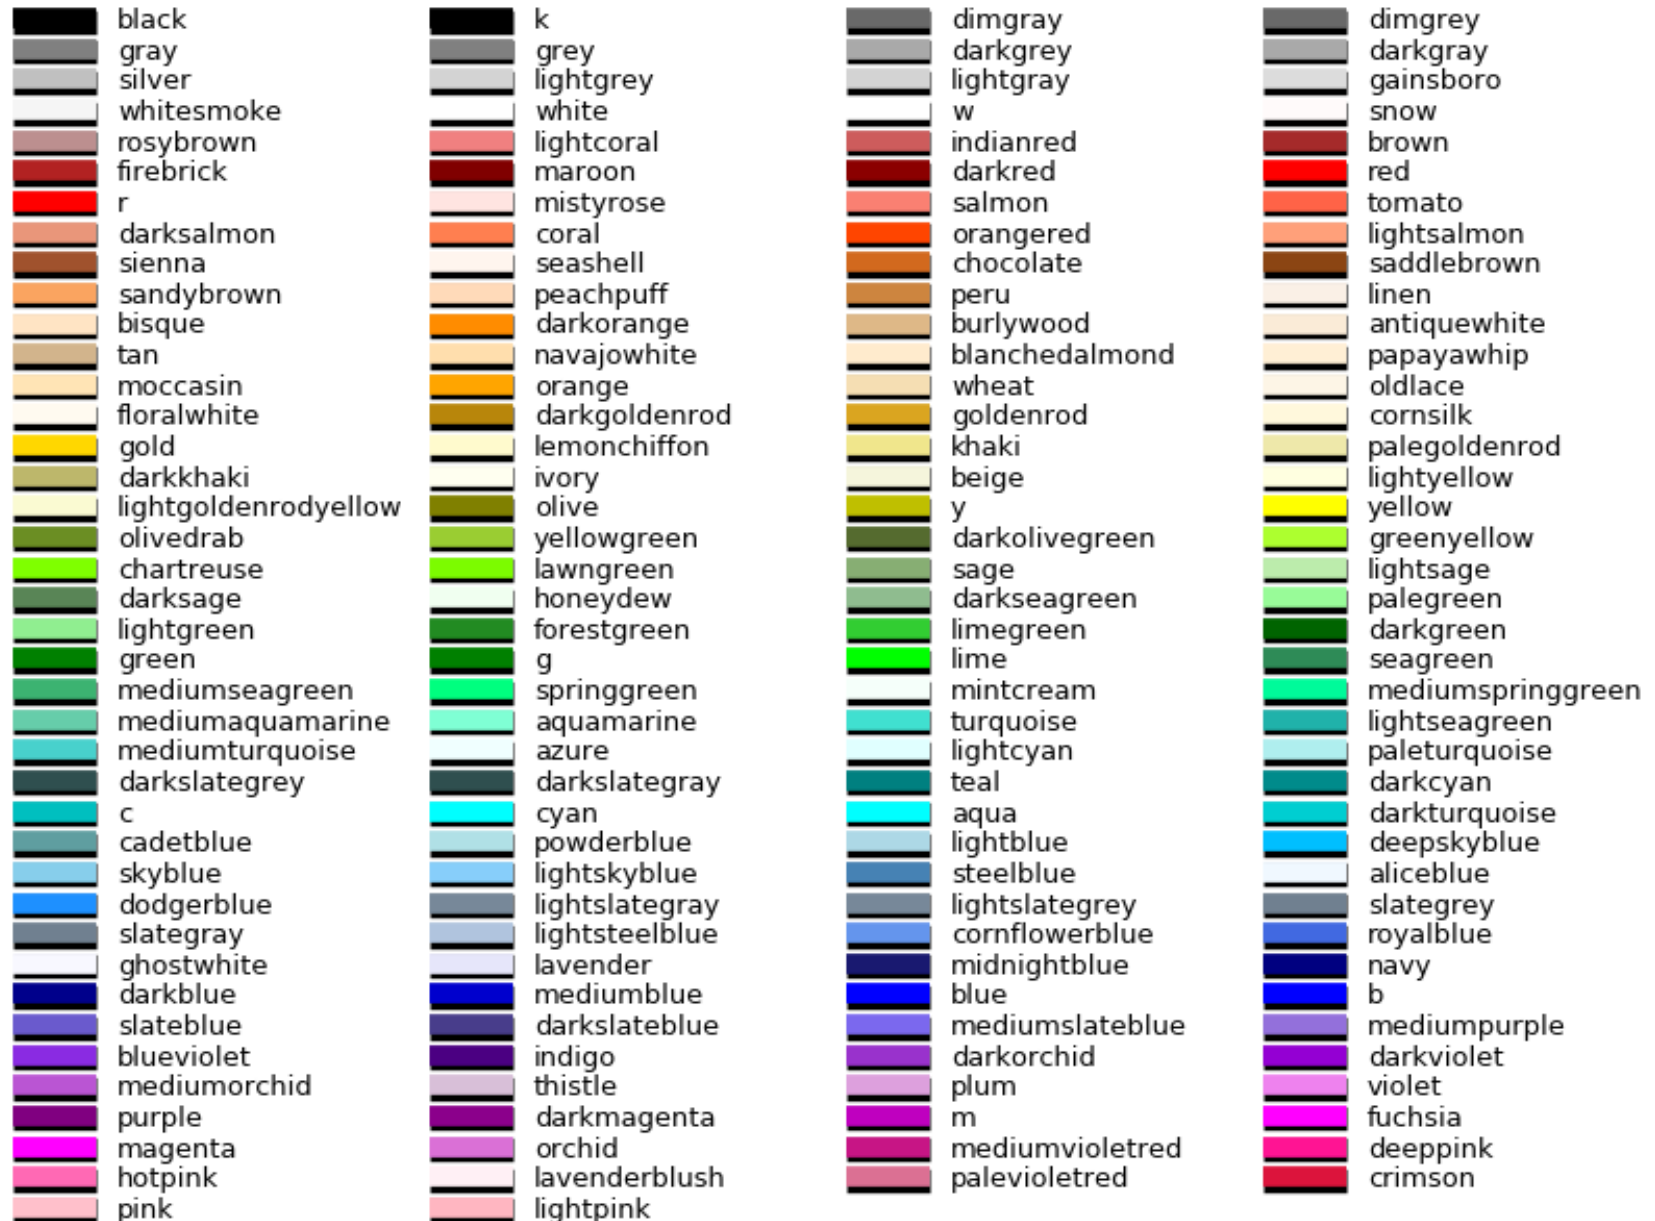 black k dimgray dimgrey
gray grey darkgrey darkgray
silver lightgrey lightgray gainsboro
whitesmoke white w snow
rosybrown lightcoral indianred brown
firebrick maroon darkred red
r mistyrose salmon tomato
darksalmon coral orangered lightsalmon
sienna seashell chocolate saddlebrown
sandybrown peachpuff peru linen
bisque darkorange burlywood antiquewhite
tan navajowhite blanchedalmond papayawhip
moccasin orange wheat oldlace
floralwhite darkgoldenrod goldenrod cornsilk
gold lemonchiffon khaki palegoldenrod
darkkhaki ivory beige lightyellow
lightgoldenrodyellow olive y yellow
olivedrab yellowgreen darkolivegreen greenyellow
chartreuse lawngreen sage lightsage
darksage honeydew darkseagreen palegreen
lightgreen forestgreen limegreen darkgreen
green g lime seagreen
mediumseagreen springgreen mintcream mediumspringgreen
mediumaquamarine aquamarine turquoise lightseagreen
mediumturquoise azure lightcyan paleturquoise
darkslategrey darkslategray teal darkcyan
c cyan aqua darkturquoise
cadetblue powderblue lightblue deepskyblue
skyblue lightskyblue steelblue aliceblue
dodgerblue lightslategray lightslategrey slategrey
slategray lightsteelblue cornflowerblue royalblue
ghostwhite lavender midnightblue navy
darkblue mediumblue blue b
slateblue darkslateblue mediumslateblue mediumpurple
blueviolet indigo darkorchid darkviolet
mediumorchid thistle plum violet
purple darkmagenta m fuchsia
magenta orchid mediumvioletred deeppink
hotpink lavenderblush palevioletred crimson
pink lightpink